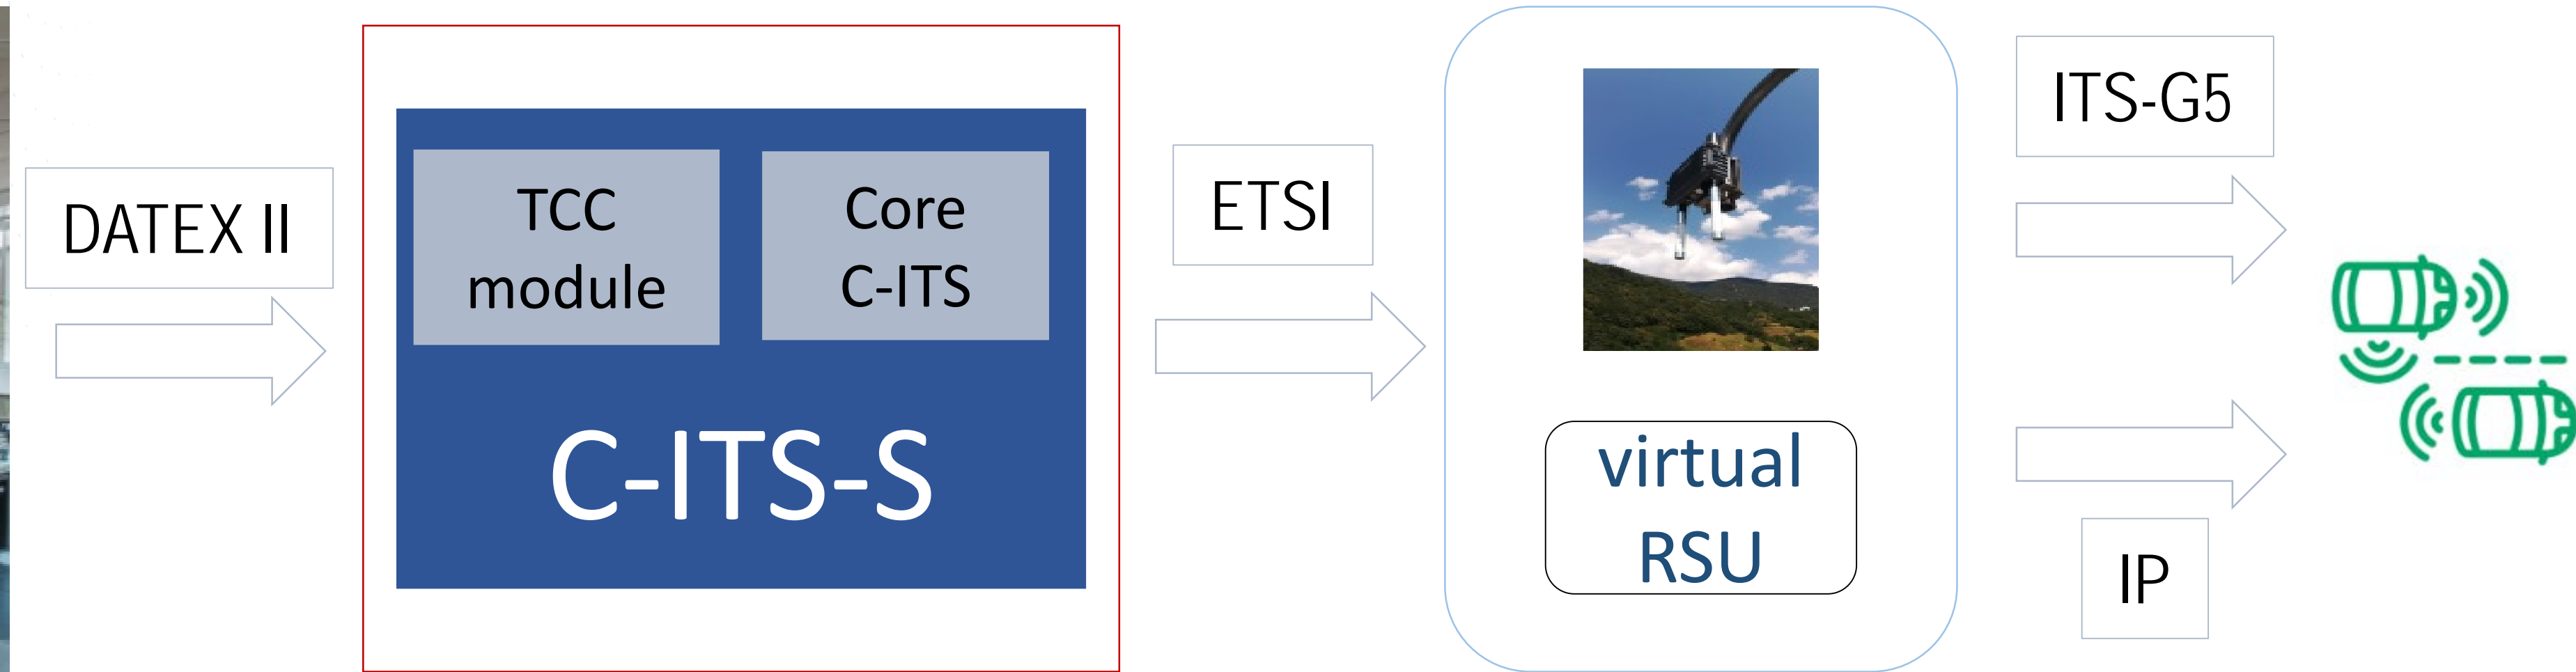 DATEX II
TCC
module
Core
C-ITS
C-ITS-S
ETSI
virtual
RSU
ITS-G5
IP